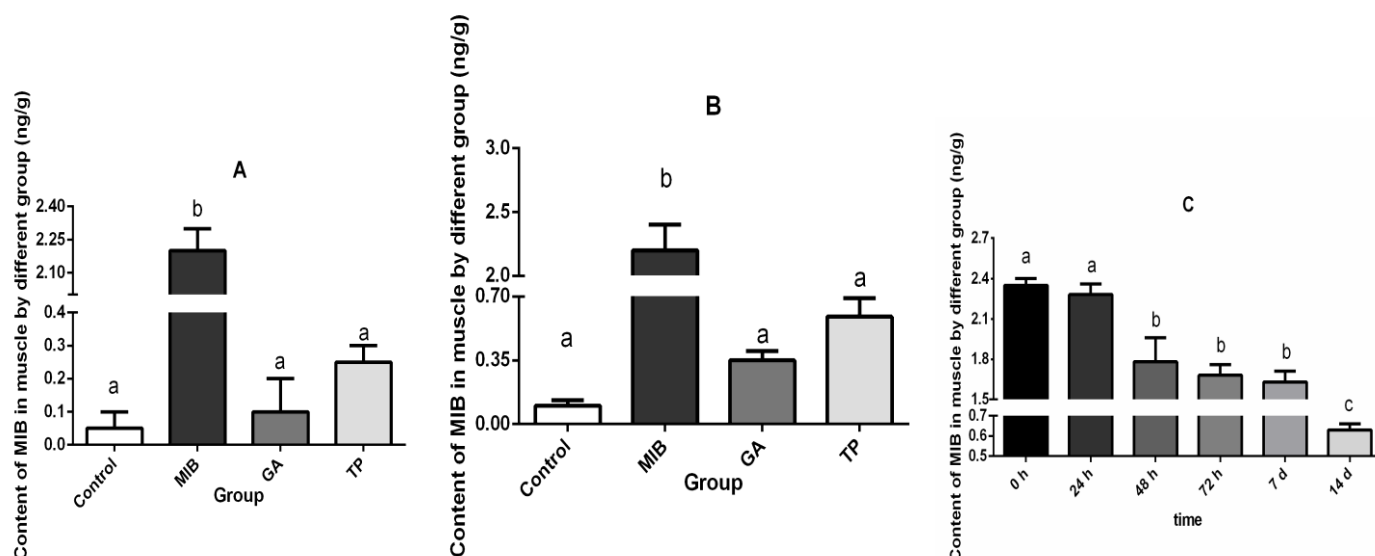 A
Content of MIB in muscle by different group (ng/g)
2.40
2.25
2.10
0.4
0.3
0.2
0.1
0.0
a
b
a
a
Control
MIB
GA
TP
Group
B
Content of MIB in muscle by different group (ng/g)
3.0
2.5
2.0
0.70
0.35
0.00
a
b
a
a
Control
MIB
GA
TP
Group
C
Content of MIB in muscle by different group (ng/g)
2.7
2.4
2.1
1.8
1.5
0.7
0.6
0.5
a
a
b
b
b
c
0 h
24 h
48 h
72 h
7 d
14 d
time